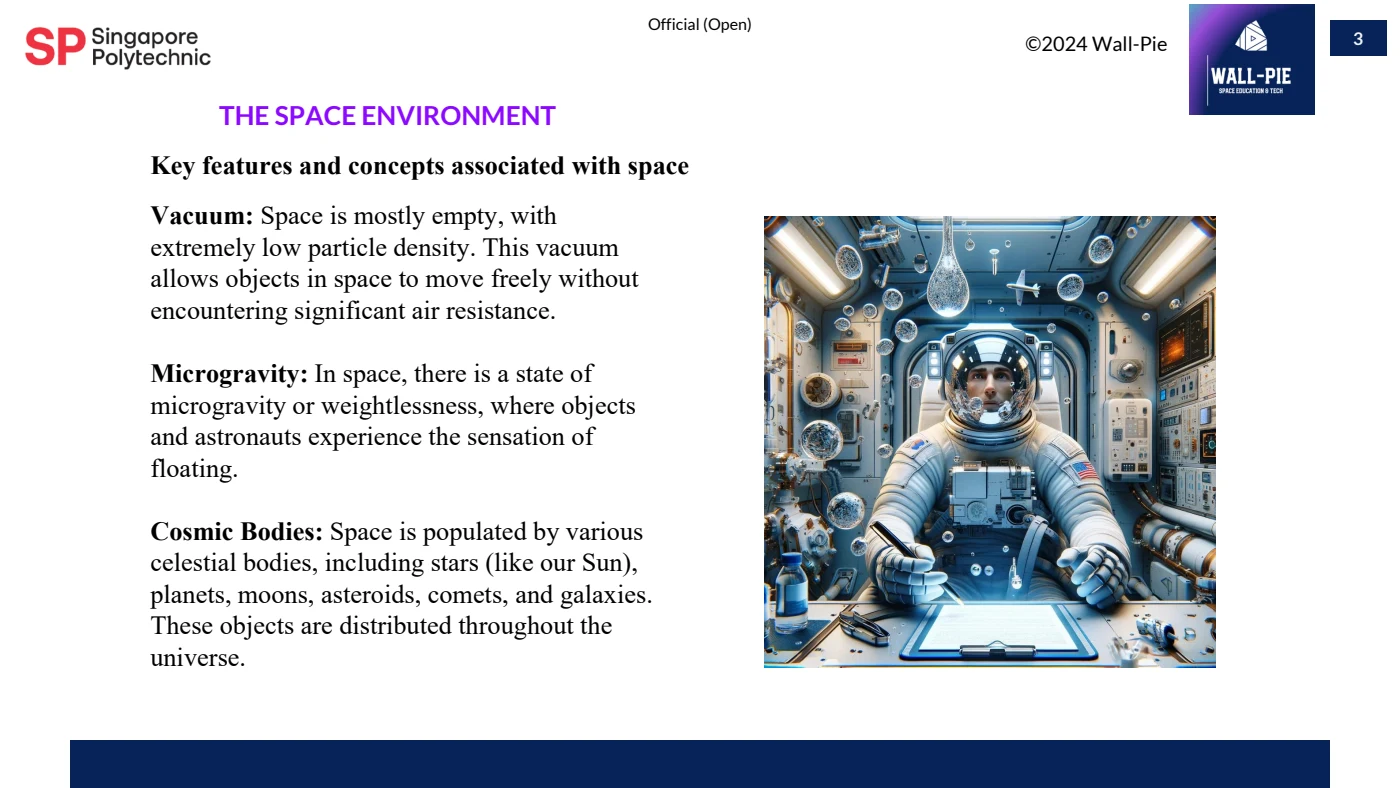 Official (Open)
SP Singapore
Polytechnic
©2024 Wall-Pie
WALL-PIE
SPACE EDUCATION & TECH
3
THE SPACE ENVIRONMENT
Key features and concepts associated with space
Vacuum: Space is mostly empty, with
extremely low particle density. This vacuum
allows objects in space to move freely without
encountering significant air resistance.
Microgravity: In space, there is a state of
microgravity or weightlessness, where objects
and astronauts experience the sensation of
floating.
Cosmic Bodies: Space is populated by various
celestial bodies, including stars (like our Sun),
planets, moons, asteroids, comets, and galaxies.
These objects are distributed throughout the
universe.